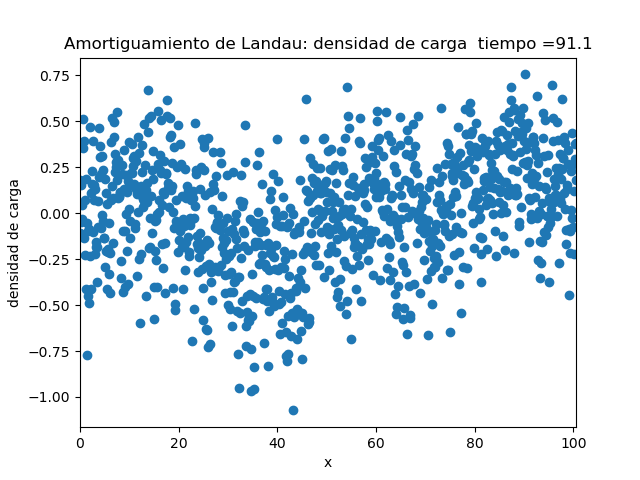 Amortiguamiento de Landau: densidad de carga  tiempo =91.1
densidad de carga
0.75
0.50
0.25
0.00
−0.25
−0.50
−0.75
−1.00
0 20 40 60 80 100
x